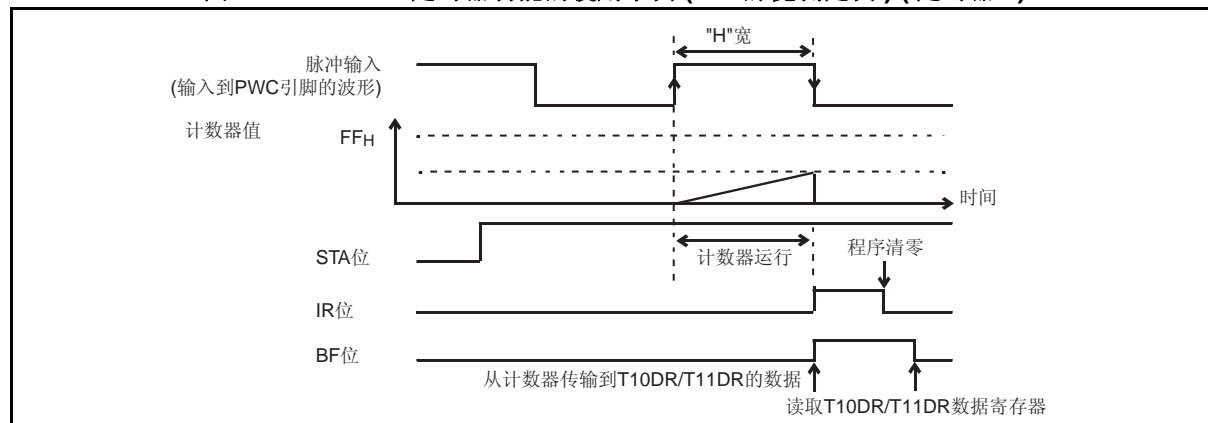 "H"宽
脉冲输入
(输入到PWC引脚的波形)
计数器值
FFH
时间
STA位
计数器运行
程序清零
IR位
BF位
从计数器传输到T10DR/T11DR的数据
读取T10DR/T11DR数据寄存器